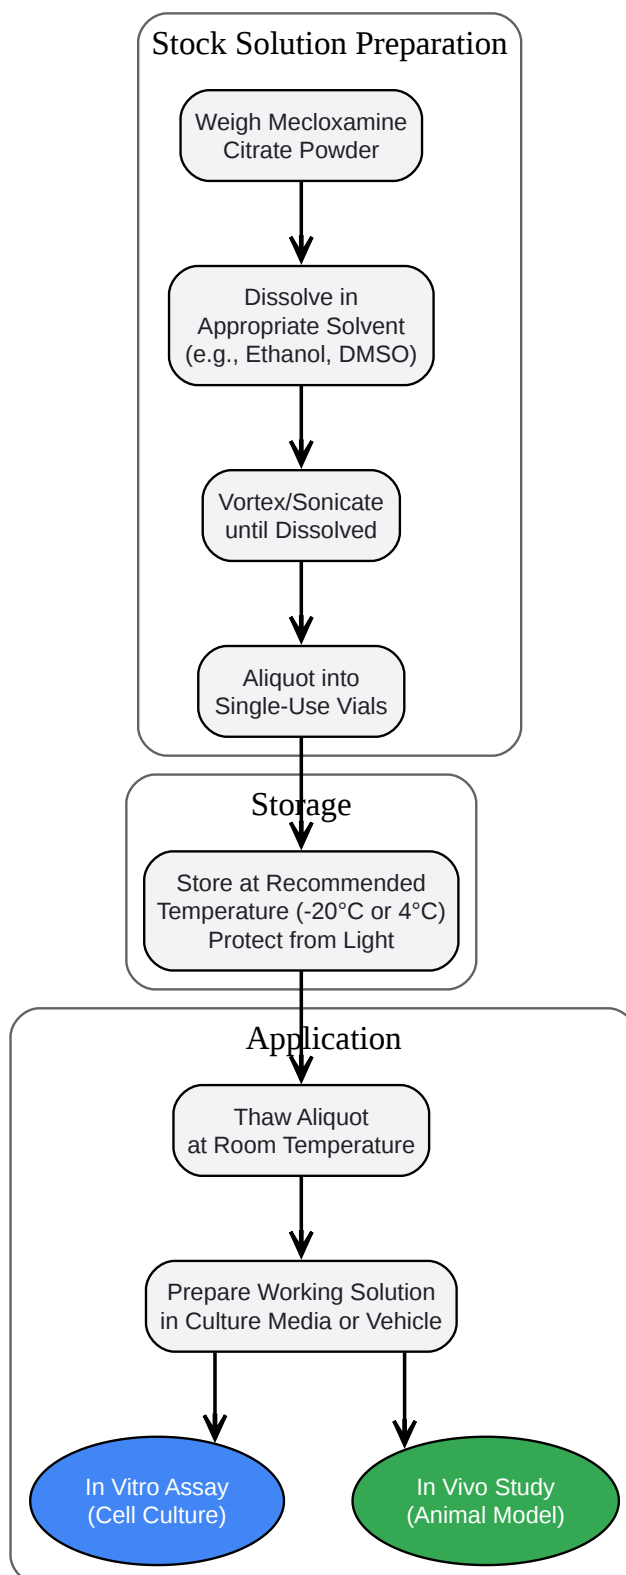 Stock Solution Preparation
Weigh Mecloxamine
Citrate Powder
Dissolve in
Appropriate Solvent
(e.g., Ethanol, DMSO)
Vortex/Sonicate
until Dissolved
Aliquot into
Single-Use Vials
Storage
Store at Recommended
Temperature (-20°C or 4°C)
Protect from Light
Application
Thaw Aliquot
at Room Temperature
Prepare Working Solution
in Culture Media or Vehicle
In Vitro Assay
(Cell Culture)
In Vivo Study
(Animal Model)